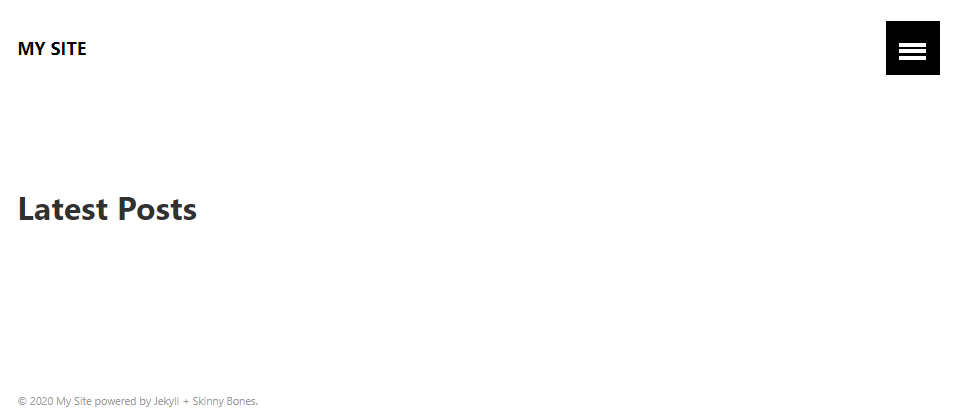 MY SITE
Latest Posts
© 2020 My Site powered by Jekyll + Skinny Bones.